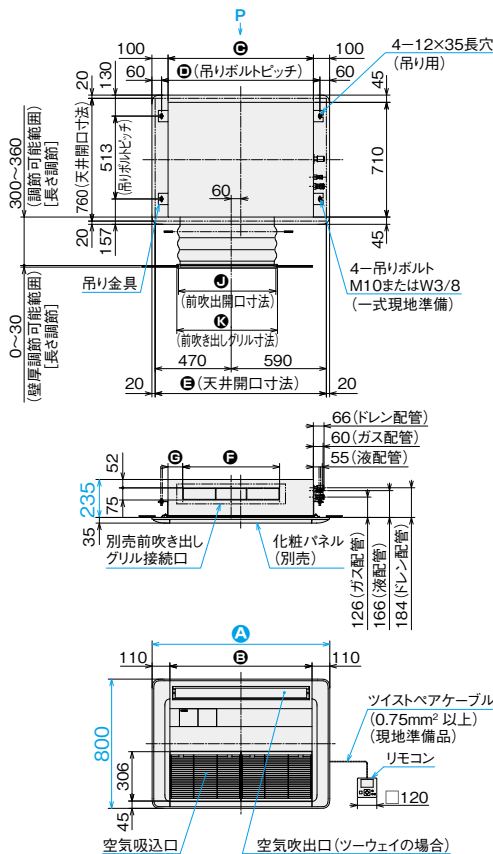 P
100
C
100
4−12×35長穴
(吊り用)
60
D(吊りボルトピッチ)
60
20
130
45
300〜360
(調節可能範囲)
[長さ調節]
760(天井開口寸法)
513
(吊りボルトピッチ)
710
60
20
157
45
吊り金具
4−吊りボルト
M10またはW3/8
(一式現地準備)
0〜30
(壁厚調節可能範囲)
[長さ調節]
J
(前吹出開口寸法)
K
(前吹き出しグリル寸法)
470
590
20
E(天井開口寸法)
20
66(ドレン配管)
60(ガス配管)
55(液配管)
52
G
F
235
75
35
別売前吹き出し
グリル接続口
化粧パネル
(別売)
126(ガス配管)
166(液配管)
184(ドレン配管)
A
110
B
110
800
306
45
ツイストペアケーブル
(0.75mm² 以上)
(現地準備品)
リモコン
□120
空気吸込口
空気吹出口(ツーウェイの場合)